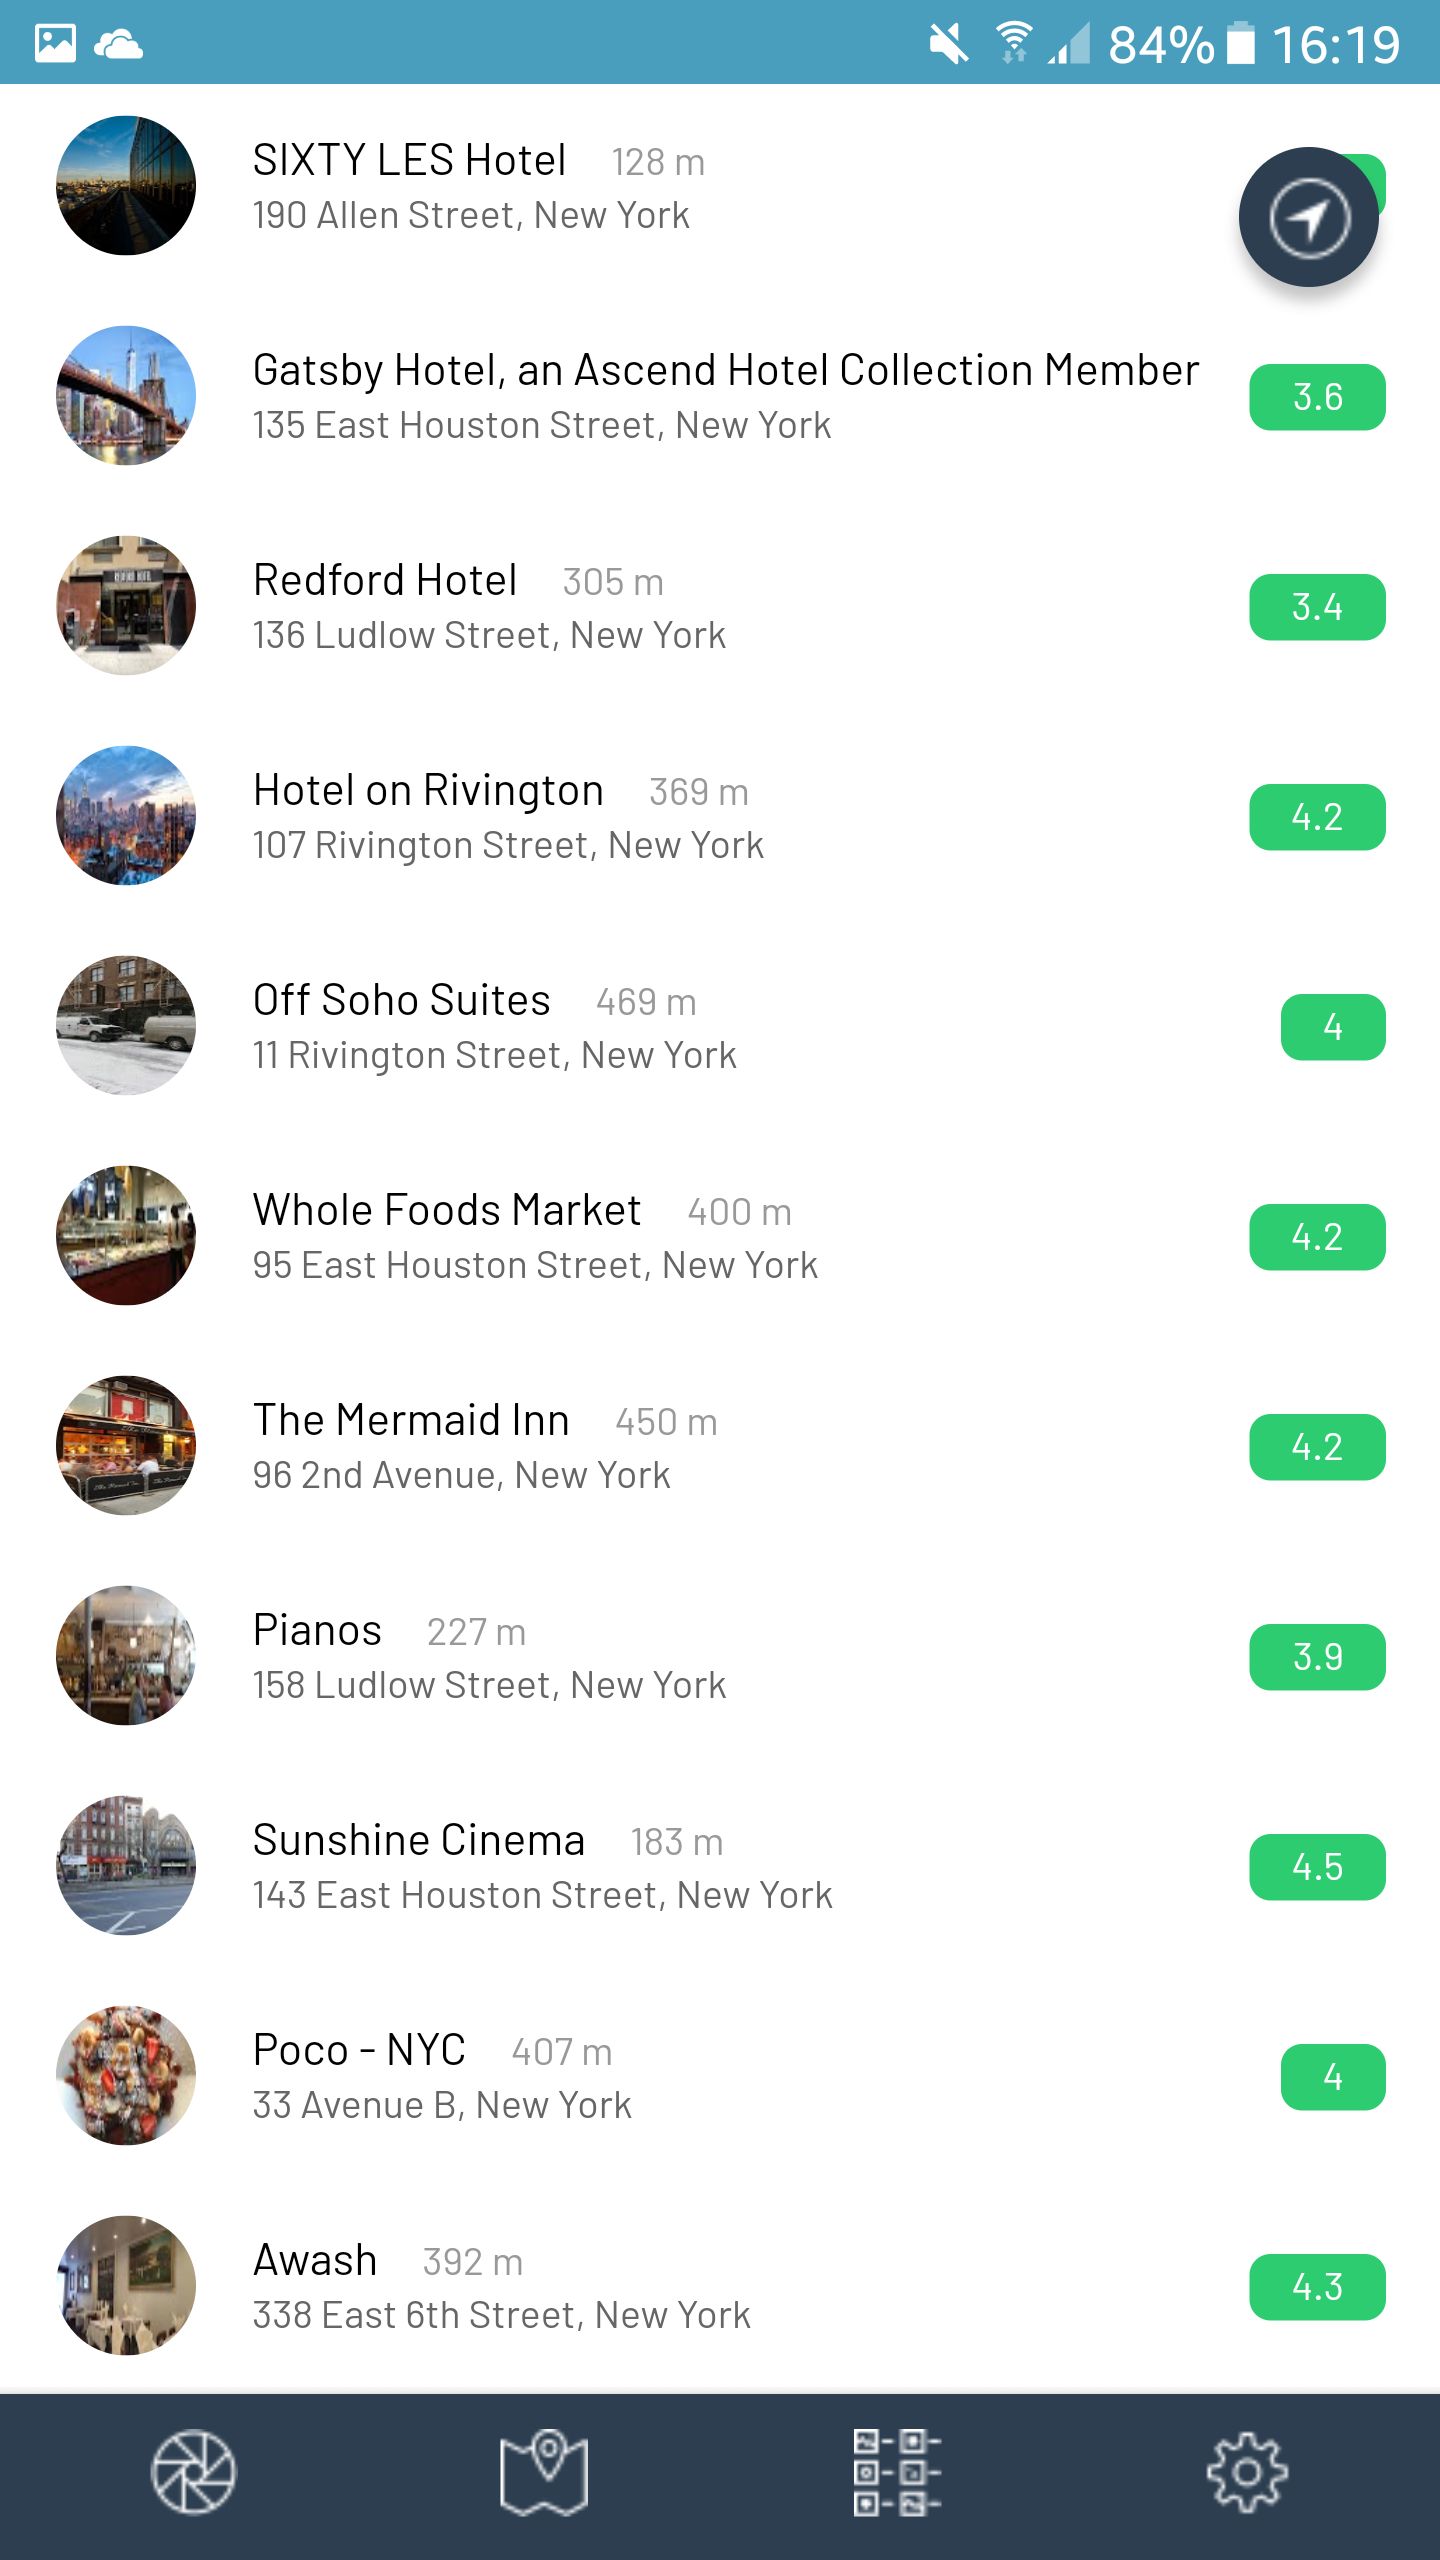 84% 16:19
SIXTY LES Hotel 128 m
190 Allen Street, New York
Gatsby Hotel, an Ascend Hotel Collection Member
135 East Houston Street, New York
3.6
Redford Hotel 305 m
136 Ludlow Street, New York
3.4
Hotel on Rivington 369 m
107 Rivington Street, New York
4.2
Off Soho Suites 469 m
11 Rivington Street, New York
4
Whole Foods Market 400 m
95 East Houston Street, New York
4.2
The Mermaid Inn 450 m
96 2nd Avenue, New York
4.2
Pianos 227 m
158 Ludlow Street, New York
3.9
Sunshine Cinema 183 m
143 East Houston Street, New York
4.5
Poco - NYC 407 m
33 Avenue B, New York
4
Awash 392 m
338 East 6th Street, New York
4.3